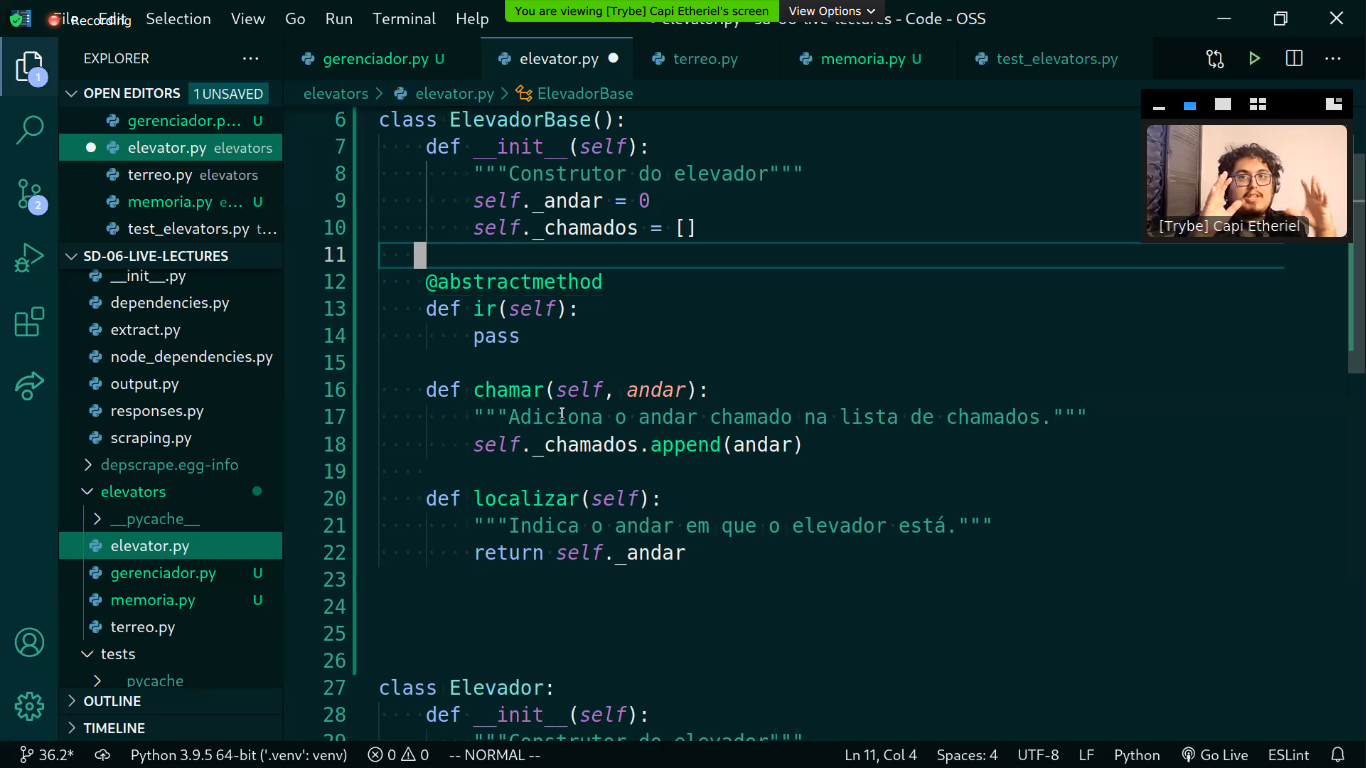 File Edit Selection View Go Run Terminal Help
Recording
You are viewing [Trybe] Capi Etheriel's screen
View Options
elevator.py - sd-06-live-lectures - Code - OSS
EXPLORER
gerenciador.py U
elevator.py
terreo.py
memoria.py U
test_elevators.py
OPEN EDITORS 1 UNSAVED
gerenciador.p... U
elevator.py elevators
terreo.py elevators
memoria.py e... U
test_elevators.py t...
SD-06-LIVE-LECTURES
__init__.py
dependencies.py
extract.py
node_dependencies.py
output.py
responses.py
scraping.py
depscrape.egg-info
elevators
__pycache__
elevator.py
gerenciador.py U
memoria.py U
terreo.py
tests
__pycache__
OUTLINE
TIMELINE
1
2
elevators > elevator.py > ElevadorBase
6 class ElevadorBase():
7 def __init__(self):
8 """Construtor do elevador"""
9 self._andar = 0
10 self._chamados = []
11
12 @abstractmethod
13 def ir(self):
14 pass
15
16 def chamar(self, andar):
17 """Adiciona o andar chamado na lista de chamados."""
18 self._chamados.append(andar)
19
20 def localizar(self):
21 """Indica o andar em que o elevador está."""
22 return self._andar
23
24
25
26
27 class Elevador:
28 def __init__(self):
29 """Construtor do elevador"""
[Trybe] Capi Etheriel
36.2* Python 3.9.5 64-bit ('.venv': venv) 0 0 -- NORMAL -- Ln 11, Col 4 Spaces: 4 UTF-8 LF Python Go Live ESLint